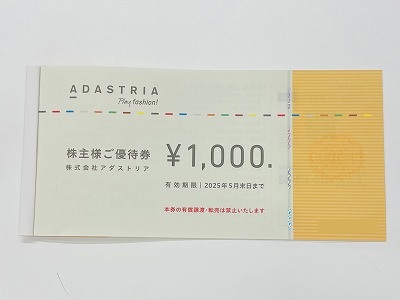 ADASTRIA
Play fashion!
株主様ご優待券
株式会社アダストリア
¥1,000.
有効期限｜2025年5月末日まで
本券の有償譲渡・転売は禁止いたします